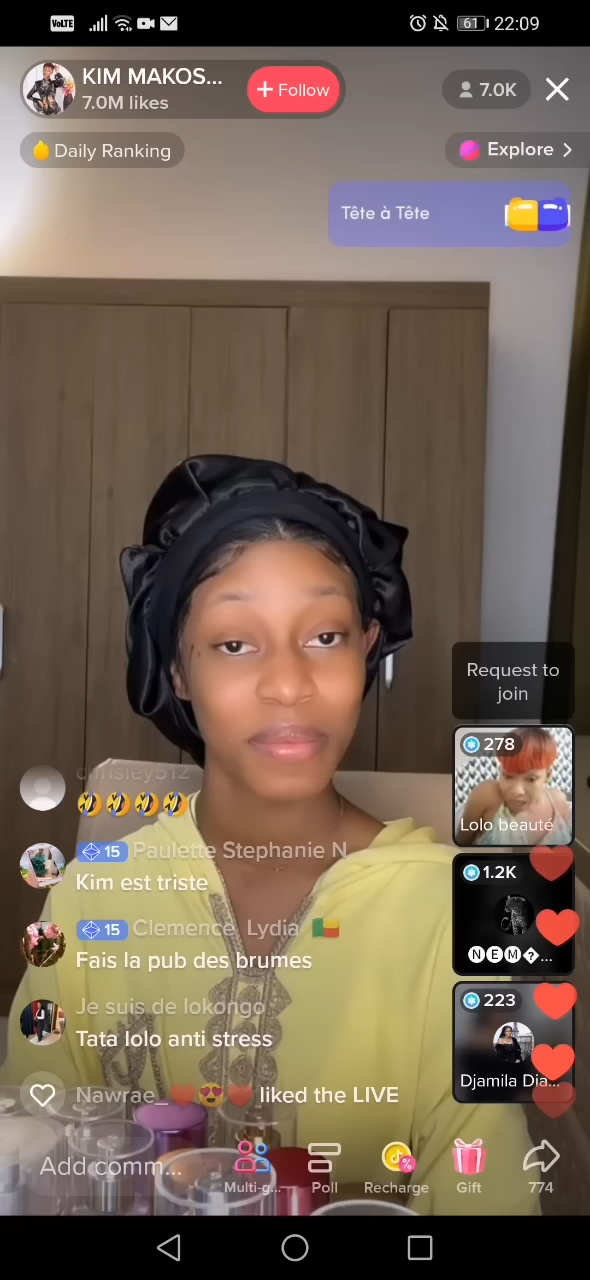 VoLTE
61
22:09
KIM MAKOS...
7.0M likes
+ Follow
7.0K
Daily Ranking
Explore
Tête à Tête
Request to
join
278
Lolo beauté
1.2K
🅝🅔🅜�...
223
Djamila Dia...
chrisley512
🤣🤣🤣🤣
15 Paulette Stephanie N
Kim est triste
15 Clemence Lydia 🇧🇯
Fais la pub des brumes
Je suis de lokongo
Tata lolo anti stress
Nawrae_❤️😍❤️ liked the LIVE
Add comm...
Multi-g...
Poll
Recharge
Gift
774